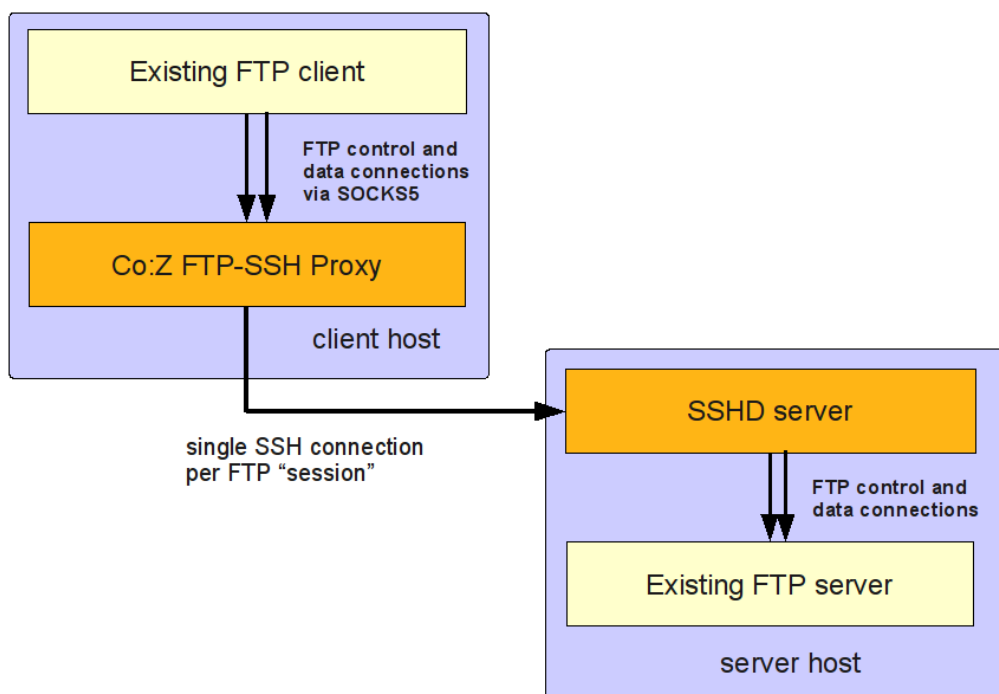 Existing FTP client
FTP control and
data connections
via SOCKS5
Co:Z FTP-SSH Proxy
client host
single SSH connection
per FTP “session”
SSHD server
FTP control and
data connections
Existing FTP server
server host